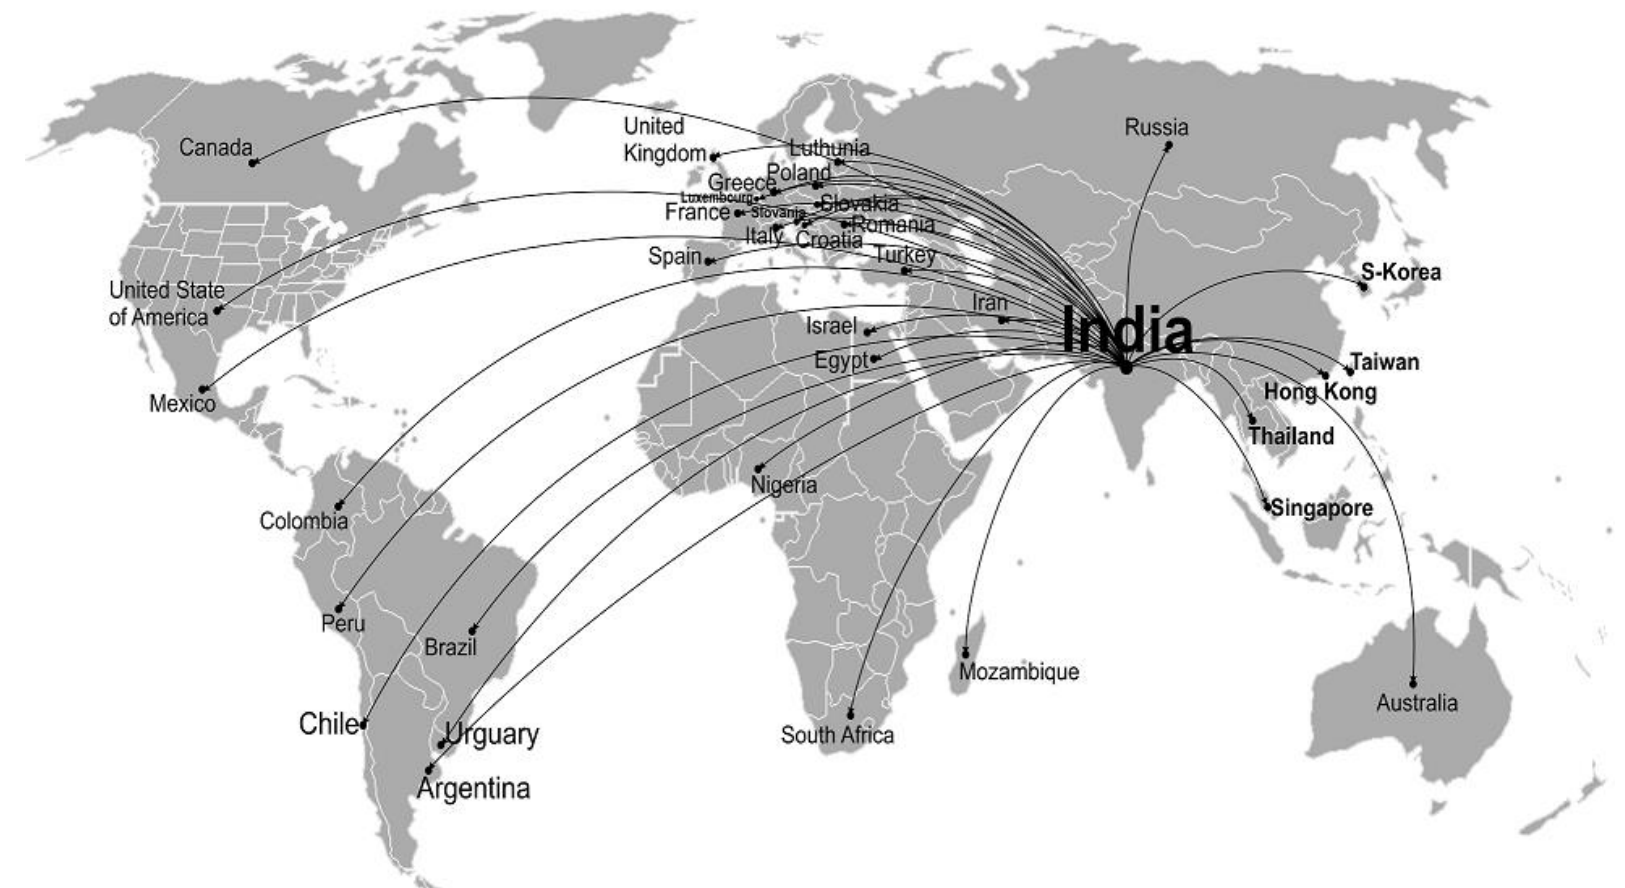 Canada
United
Kingdom
Luthunia
Russia
Greece
Poland
Luxembourg
France
Slovania
Slovakia
Italy
Croatia
Romania
Spain
Turkey
S-Korea
United State
of America
Iran
Israel
India
Egypt
Taiwan
Mexico
Hong Kong
Thailand
Nigeria
Colombia
Singapore
Peru
Brazil
Mozambique
Australia
Chile
Urguary
South Africa
Argentina